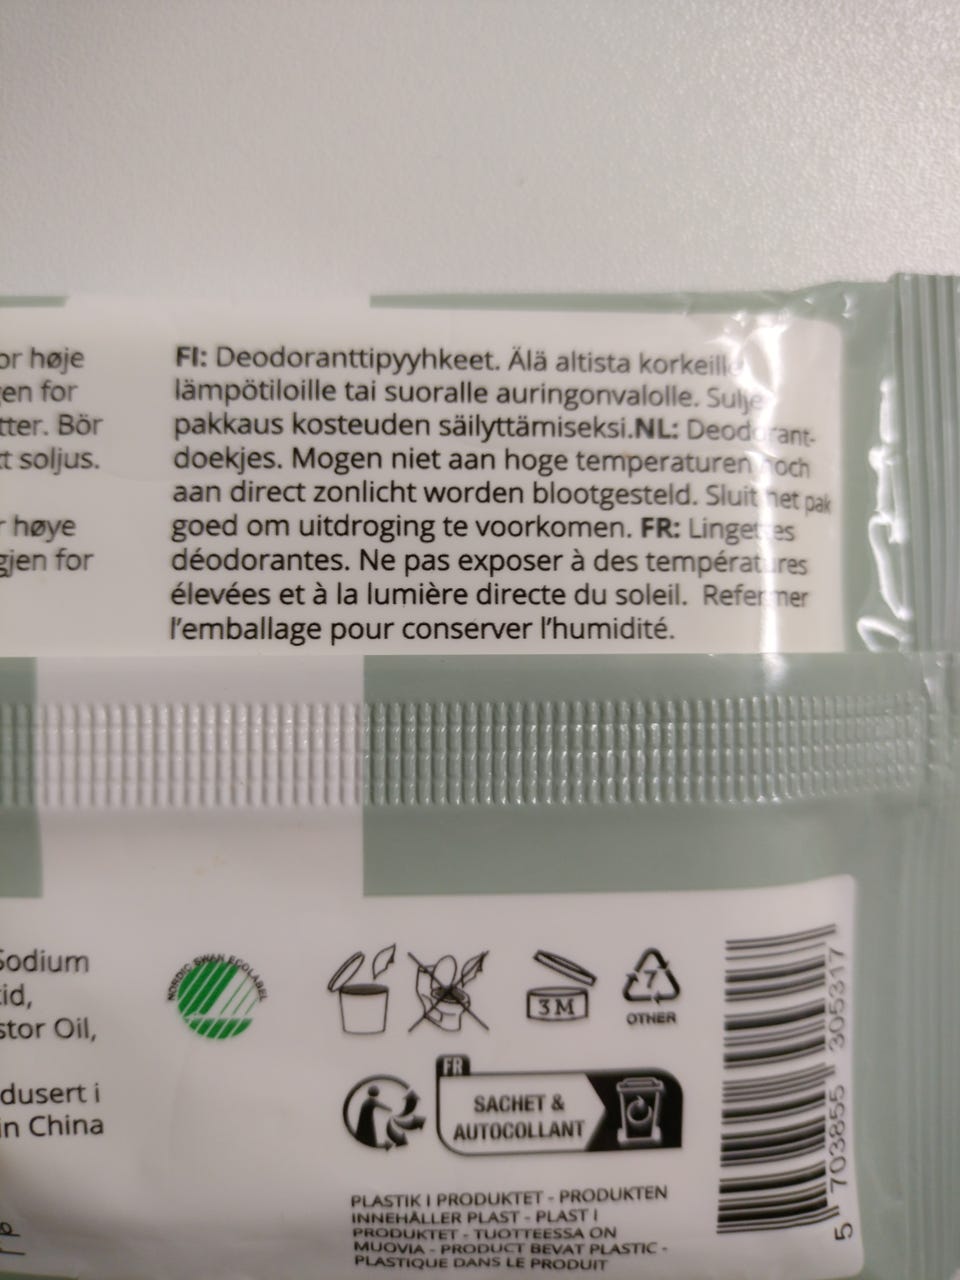 or høje
en for
tter. Bör
tt soljus.
r høye
gjen for
FI: Deodoranttipyyhkeet. Älä altista korkeille
lämpötiloille tai suoralle auringonvalolle. Sulje
pakkaus kosteuden säilyttämiseksi.NL: Deodorant-
doekjes. Mogen niet aan hoge temperaturen noch
aan direct zonlicht worden blootgesteld. Sluit het pak
goed om uitdroging te voorkomen. FR: Lingettes
déodorantes. Ne pas exposer à des températures
élevées et à la lumière directe du soleil. Refermer
l'emballage pour conserver l'humidité.
Sodium
id,
stor Oil,
dusert i
in China
NORDIC SWAN ECOLABEL
3 M
7
OTHER
FR
SACHET &
AUTOCOLLANT
PLASTIK I PRODUKTET - PRODUKTEN
INNEHÅLLER PLAST - PLAST I
PRODUKTET - TUOTTEESSA ON
MUOVIA - PRODUCT BEVAT PLASTIC -
PLASTIQUE DANS LE PRODUIT
5 703855 305317